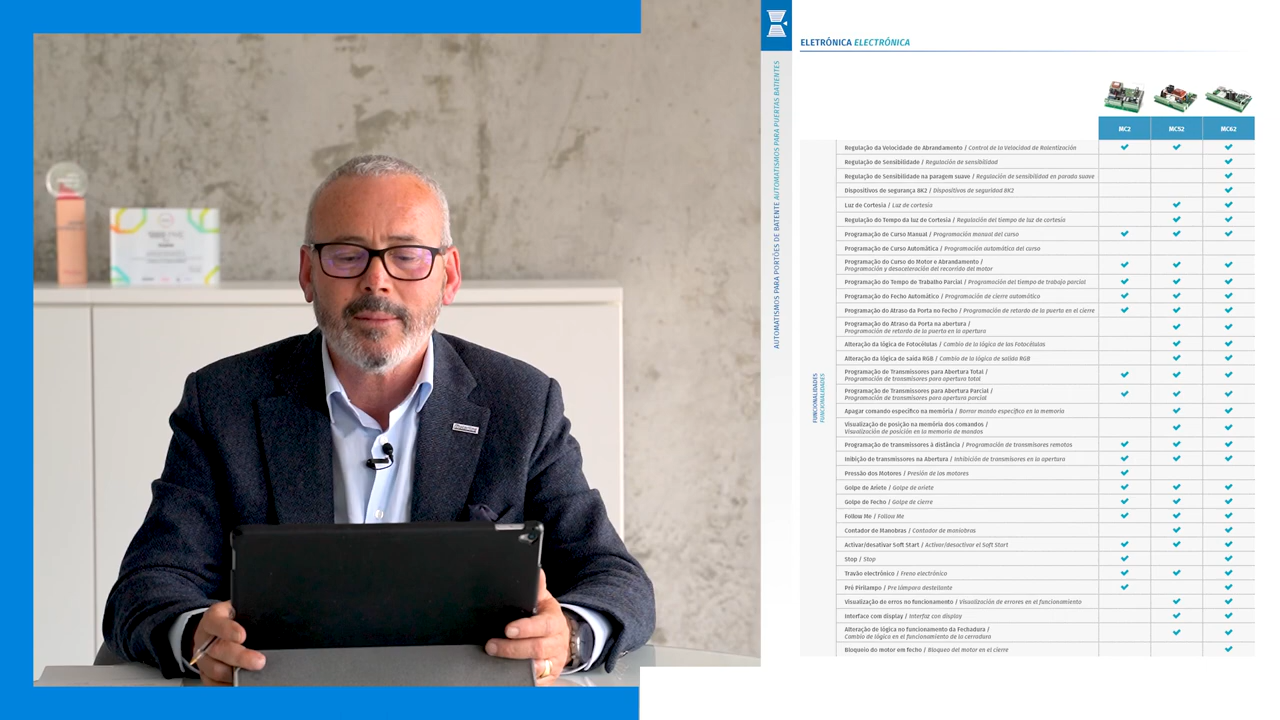 ELETRÓNICA ELECTRÓNICA
AUTOMATISMOS PARA PORTÕES DE BATENTE AUTOMATISMOS PARA PUERTAS BATIENTES
MC2 MC52 MC62
FUNCIONALIDADES
FUNCIONALIDADES
Regulação da Velocidade de Abrandamento / Control de la Velocidad de Ralentización
Regulação de Sensibilidade / Regulación de sensibilidad
Regulação de Sensibilidade na paragem suave / Regulación de sensibilidad en parada suave
Dispositivos de segurança 8K2 / Dispositivos de seguridad 8K2
Luz de Cortesia / Luz de cortesía
Regulação do Tempo da luz de Cortesia / Regulación del tiempo de luz de cortesía
Programação de Curso Manual / Programación manual del curso
Programação de Curso Automática / Programación automática del curso
Programação do Curso do Motor e Abrandamento /
Programación y desaceleración del recorrido del motor
Programação do Tempo de Trabalho Parcial / Programación del tiempo de trabajo parcial
Programação do Fecho Automático / Programación de cierre automático
Programação do Atraso da Porta no Fecho / Programación de retardo de la puerta en el cierre
Programação do Atraso da Porta na abertura /
Programación de retardo de la puerta en la apertura
Alteração da lógica de Fotocélulas / Cambio de la lógica de las Fotocélulas
Alteração da lógica de saída RGB / Cambio de la lógica de salida RGB
Programação de Transmissores para Abertura Total /
Programación de transmisores para apertura total
Programação de Transmissores para Abertura Parcial /
Programación de transmisores para apertura parcial
Apagar comando específico na memória / Borrar mando específico en la memoria
Visualização de posição na memória dos comandos /
Visualización de posición en la memoria de mandos
Programação de transmissores à distância / Programación de transmisores remotos
Inibição de transmissores na Abertura / Inhibición de transmisores en la apertura
Pressão dos Motores / Presión de los motores
Golpe de Aríete / Golpe de ariete
Golpe de Fecho / Golpe de cierre
Follow Me / Follow Me
Contador de Manobras / Contador de maniobras
Activar/desativar Soft Start / Activar/desactivar el Soft Start
Stop / Stop
Travão electrónico / Freno electrónico
Pré Pirilampo / Pre lámpara destellante
Visualização de erros no funcionamento / Visualización de errores en el funcionamiento
Interface com display / Interfaz con display
Alteração de lógica no funcionamento da Fechadura /
Cambio de lógica en el funcionamiento de la cerradura
Bloqueio do motor em fecho / Bloqueo del motor en el cierre